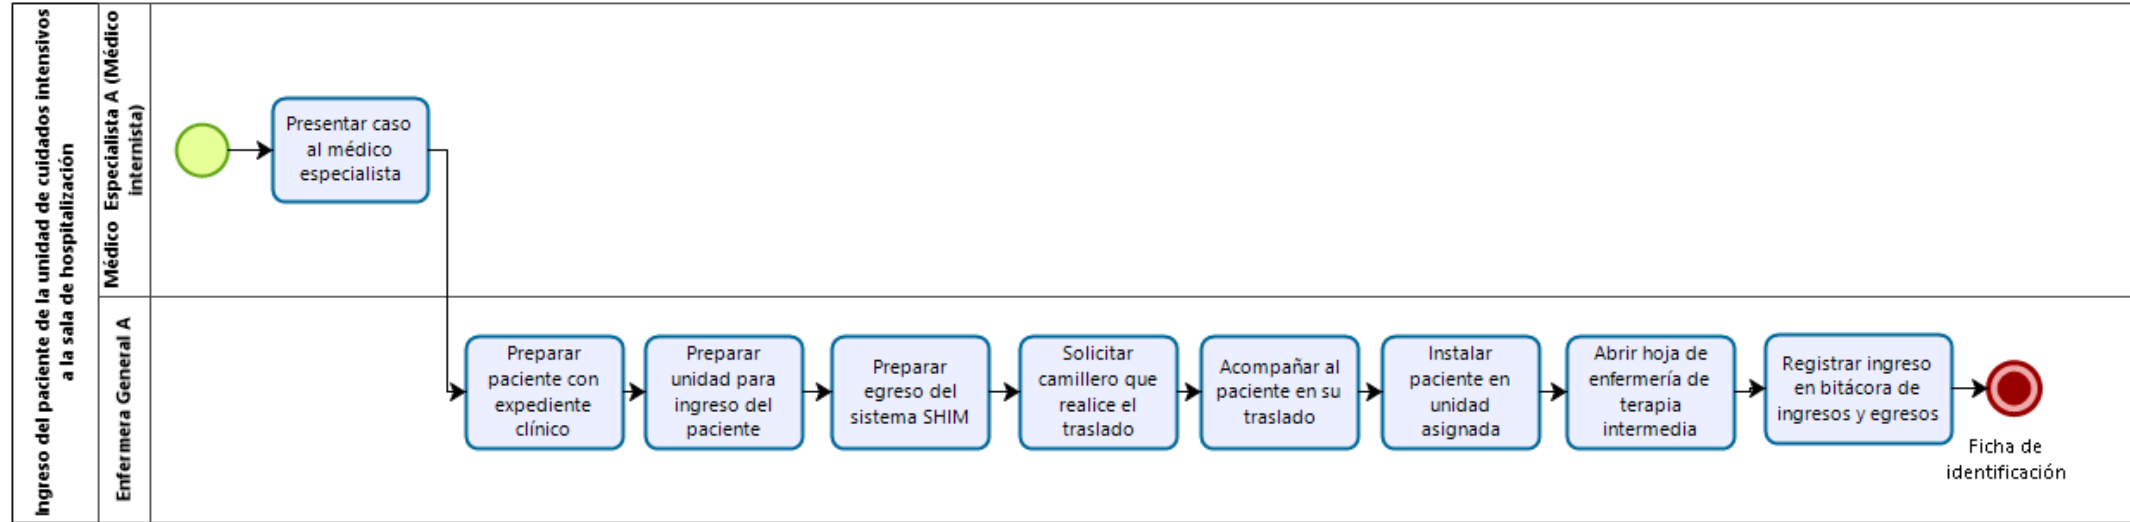 Ingreso del paciente de la unidad de cuidados intensivos
a la sala de hospitalización
Médico Especialista A (Médico
internista)
Presentar caso
al médico
especialista
Enfermera General A
Preparar
paciente con
expediente
clínico
Preparar
unidad para
ingreso del
paciente
Preparar
egreso del
sistema SHIM
Solicitar
camillero que
realice el
traslado
Acompañar al
paciente en su
traslado
Instalar
paciente en
unidad
asignada
Abrir hoja de
enfermería de
terapia
intermedia
Registrar ingreso
en bitácora de
ingresos y egresos
Ficha de
identificación